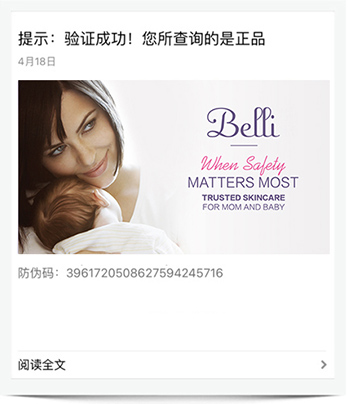 提示：验证成功！您所查询的是正品
4月18日
Belli
When Safety
MATTERS MOST
TRUSTED SKINCARE
FOR MOM AND BABY
防伪码：3961720508627594245716
阅读全文